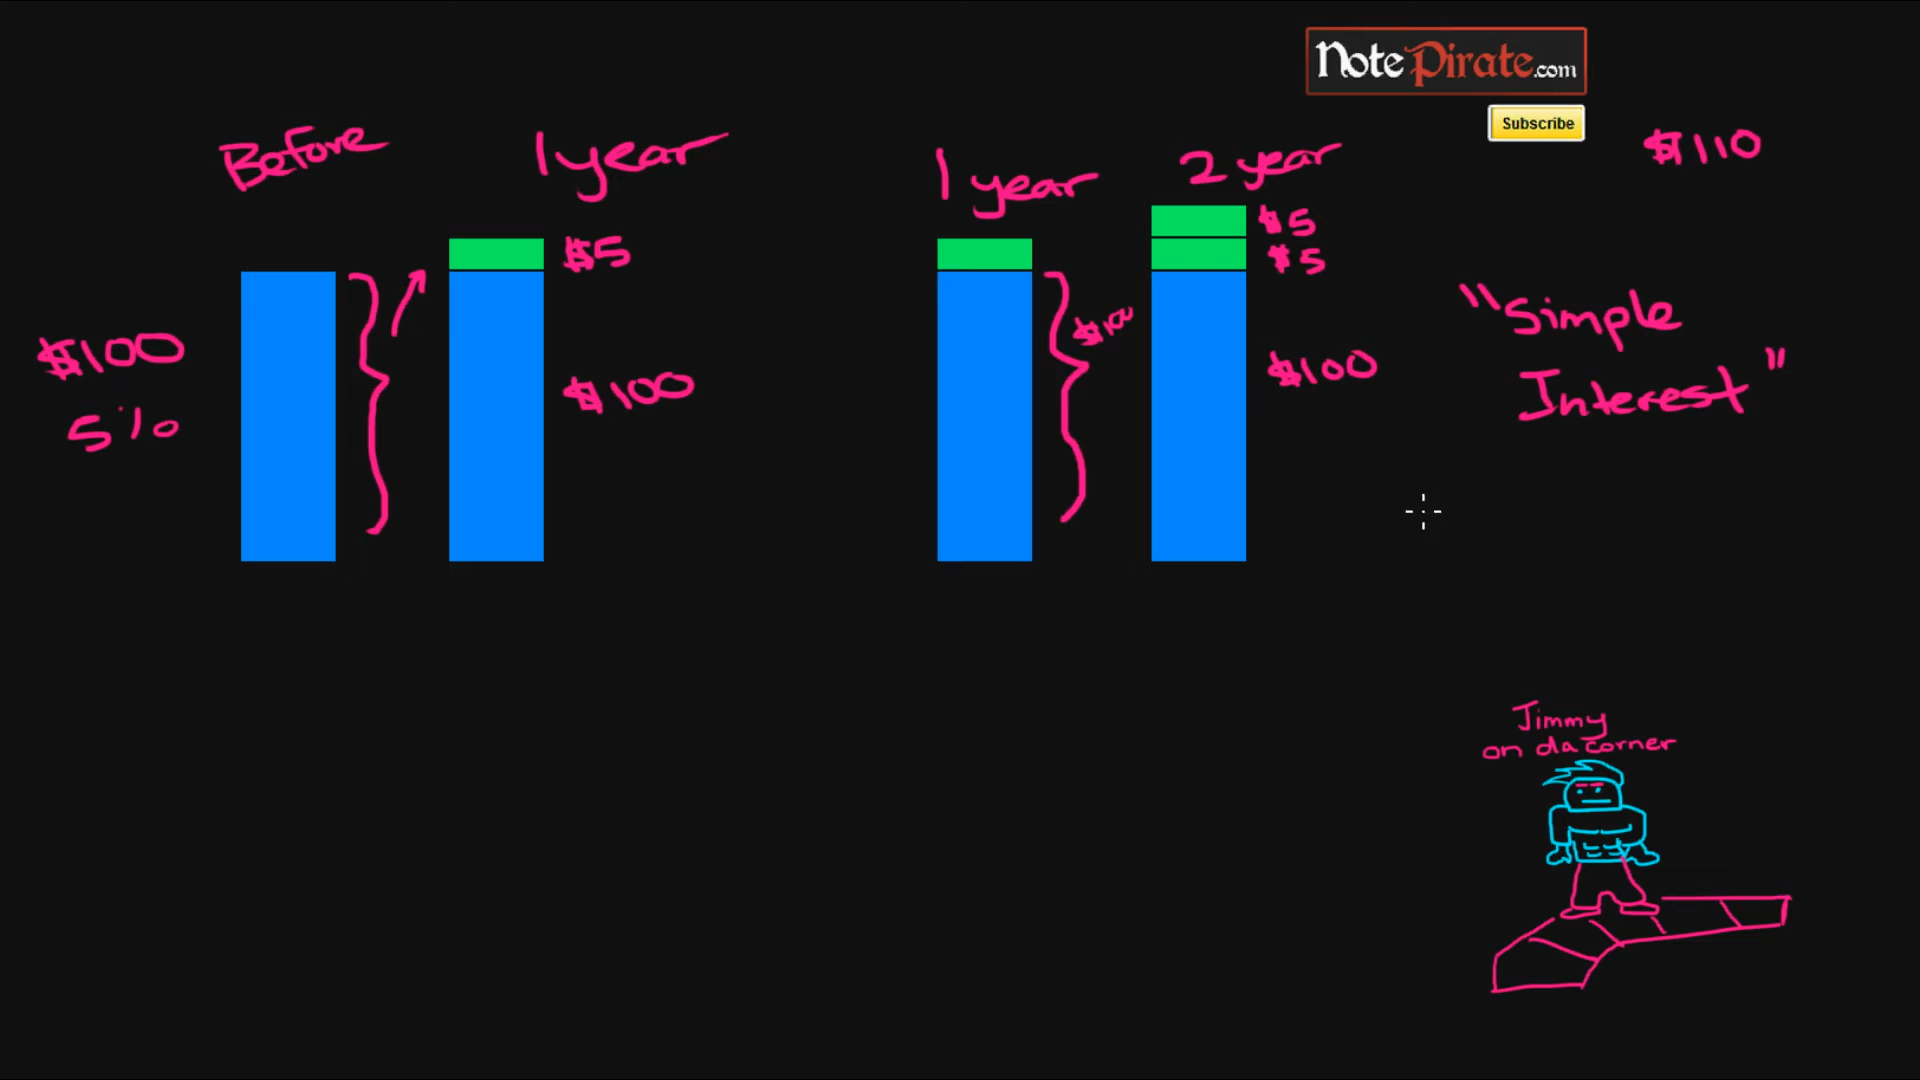 NotePirate.com
Subscribe
Before
1 year
1 year
2 year
$110
$5
$5
$5
$100
5%
$100
$100
$100
"Simple
Interest"
Jimmy
on da corner